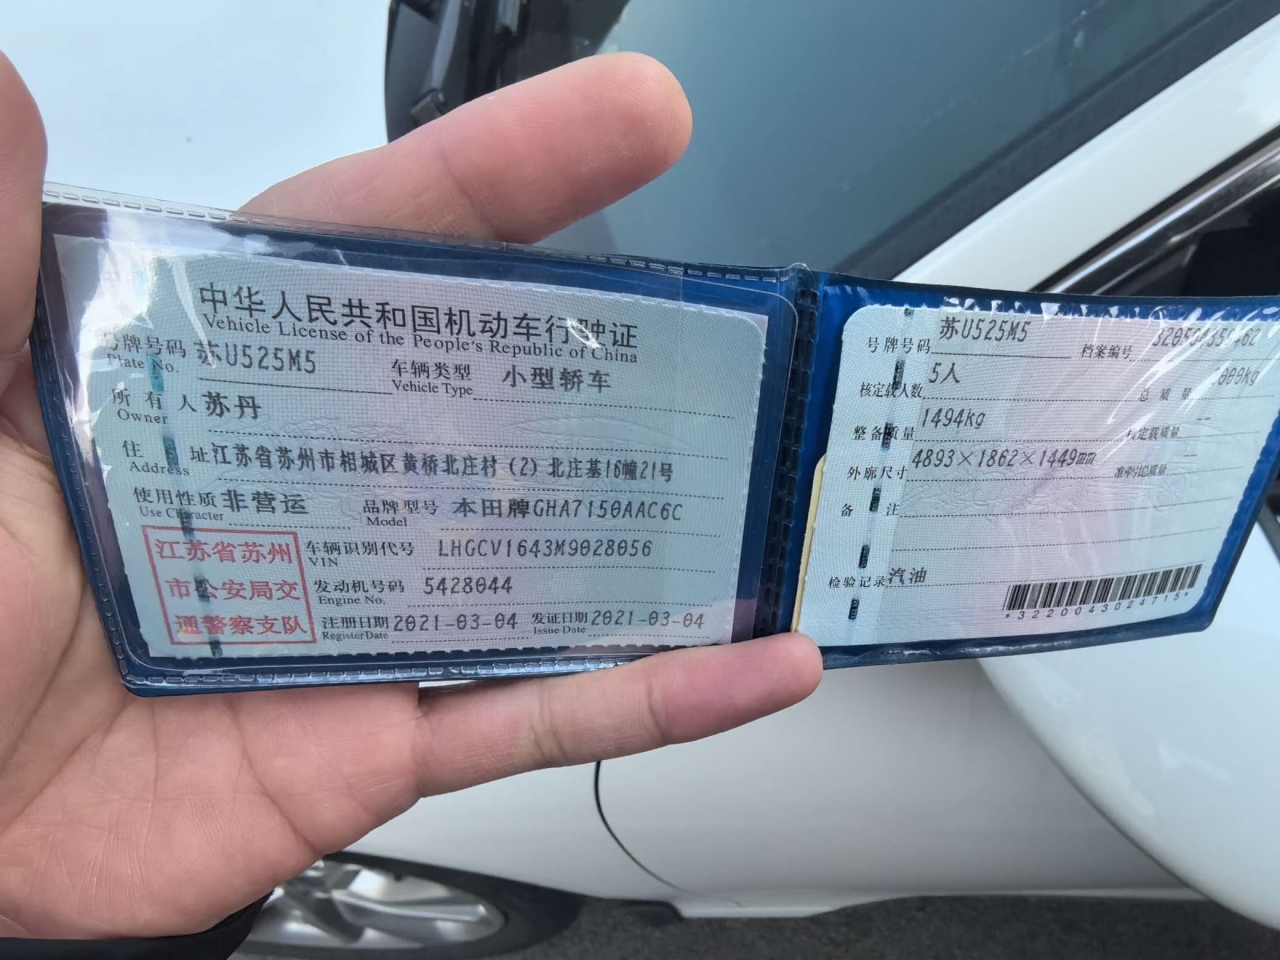 中华人民共和国机动车行驶证
Vehicle License of the People's Republic of China
号牌号码 苏U525M5 车辆类型 小型轿车
Plate No. Vehicle Type
所有人 苏丹
Owner
住址 江苏省苏州市相城区黄桥北庄村(2)北庄基16幢21号
Address
使用性质 非营运 品牌型号 本田牌GHA7150AAC6C
Use Character Model
江苏省苏州
市公安局交
通警察支队
车辆识别代号 LHGCV1643M9028056
VIN
发动机号码 5428044
Engine No.
注册日期 2021-03-04 发证日期 2021-03-04
Register Date Issue Date
号牌号码 苏U525M5 档案编号
核定载人数 5人 总质量
整备质量 1494kg 核定载质量 --
外廓尺寸 4893×1862×1449mm 准牵引总质量 --
备注
检验记录 汽油
*3220043024715*